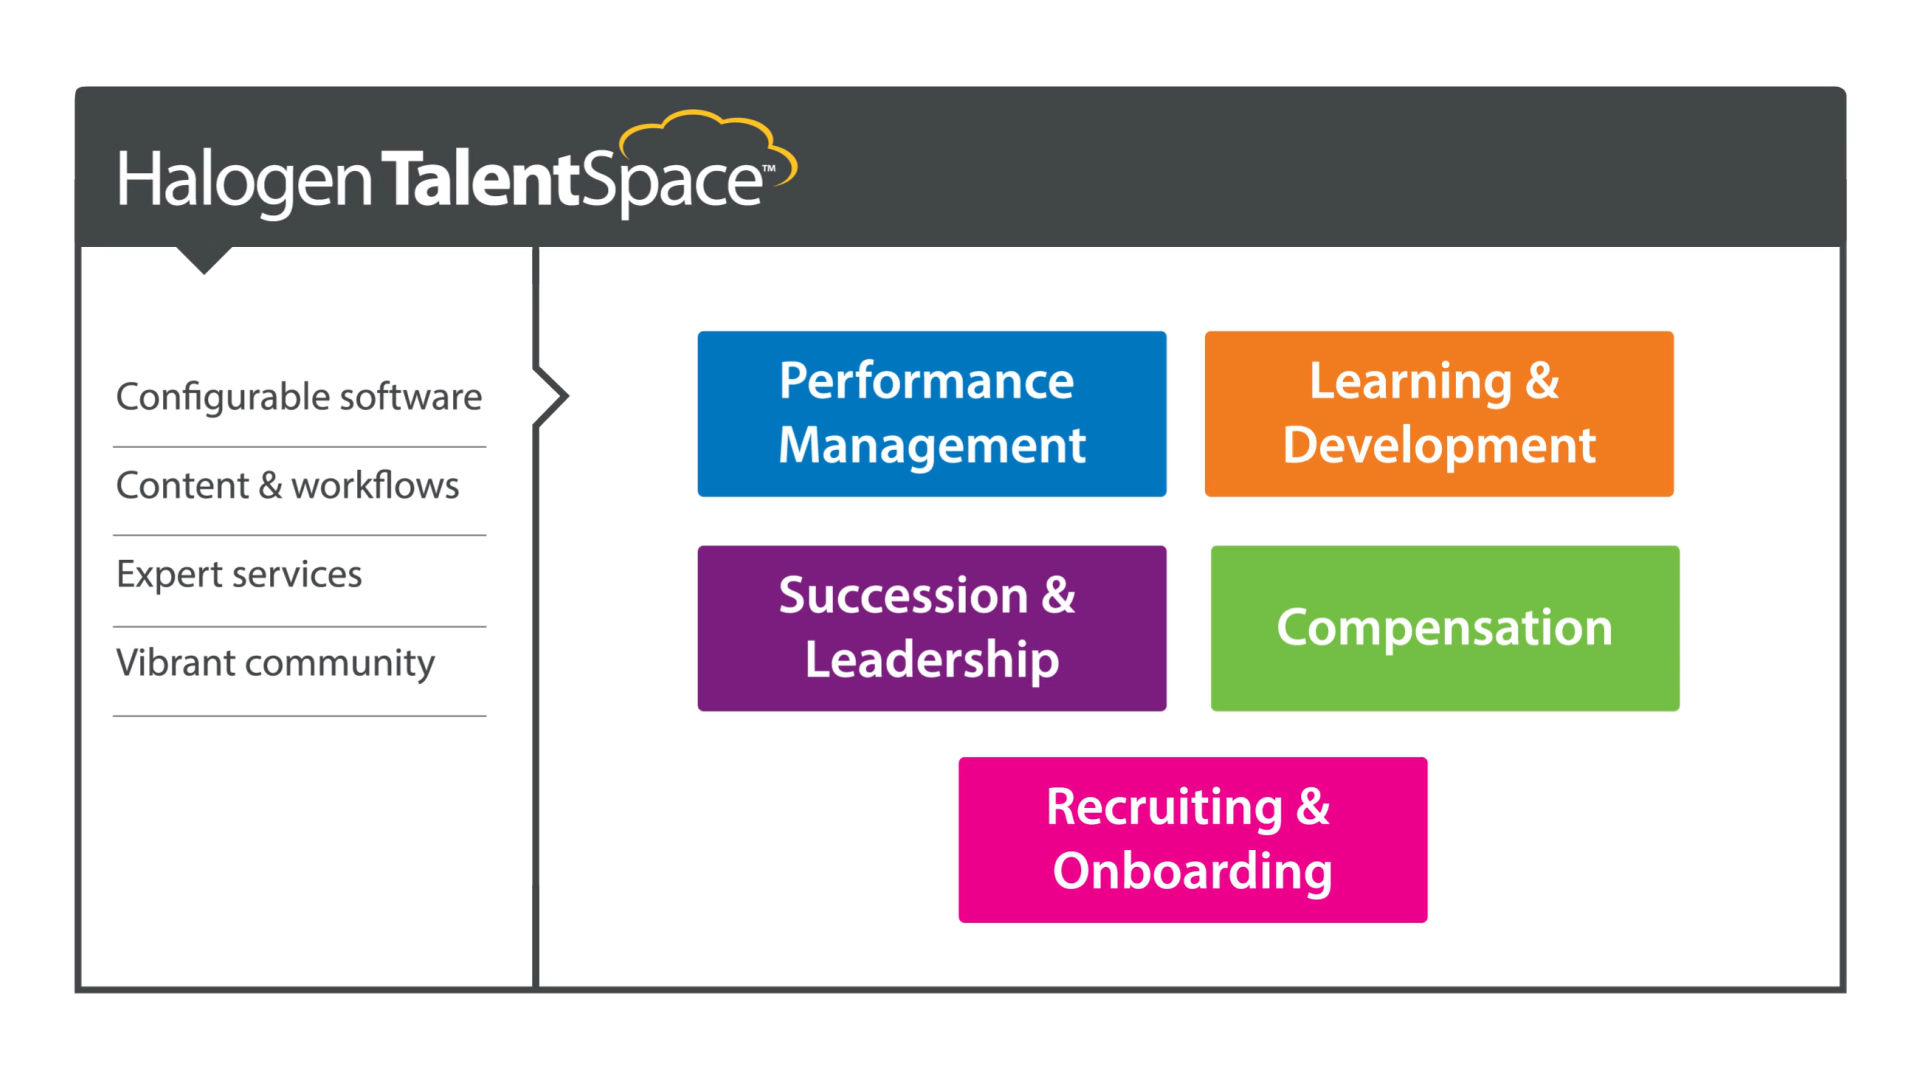 Halogen TalentSpace™
Configurable software
Content & workflows
Expert services
Vibrant community
Performance
Management
Learning &
Development
Succession &
Leadership
Compensation
Recruiting &
Onboarding